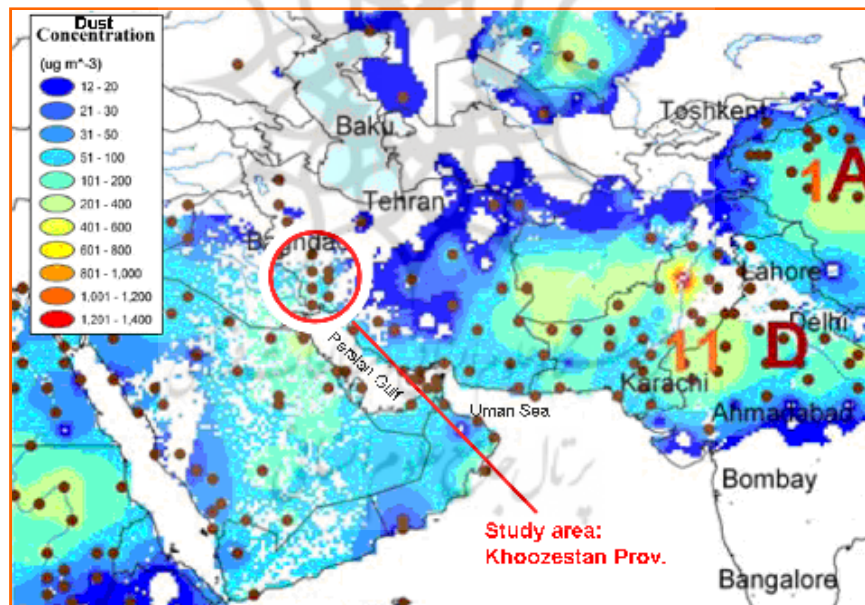 Dust
Concentration
(ug m^-3)
12 - 20
21 - 30
31 - 50
51 - 100
101 - 200
201 - 400
401 - 600
601 - 800
801 - 1,000
1,001 - 1,200
1,201 - 1,400
Baku
Toshkent
1 A
Tehran
Baghdad
Lahore
Delhi
11 D
Persian Gulf
Karachi
Uman Sea
Ahmadabad
Bombay
Study area:
Khoozestan Prov.
Bangalore